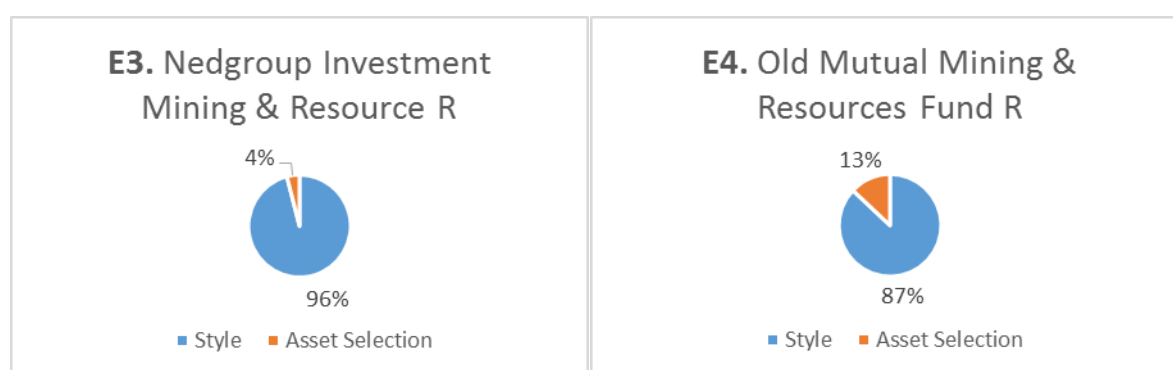 E3. Nedgroup Investment
Mining & Resource R
4%
96%
Style Asset Selection
E4. Old Mutual Mining &
Resources Fund R
13%
87%
Style Asset Selection